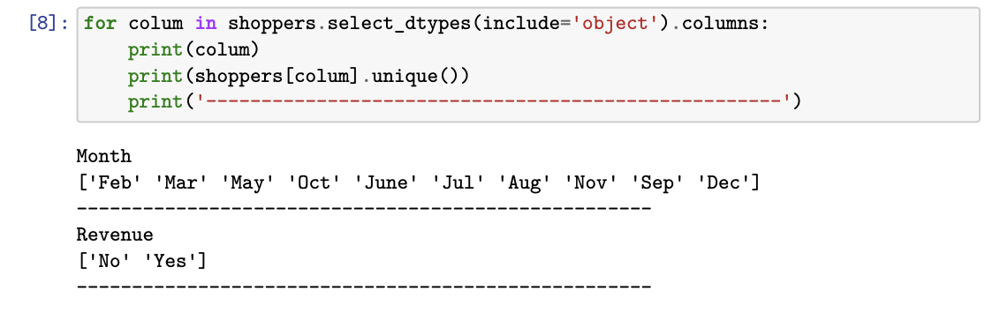 [8]: for colum in shoppers.select_dtypes(include='object').columns:
    print(colum)
    print(shoppers[colum].unique())
    print('----------------------------------------------------')
Month
['Feb' 'Mar' 'May' 'Oct' 'June' 'Jul' 'Aug' 'Nov' 'Sep' 'Dec']
----------------------------------------------------
Revenue
['No' 'Yes']
----------------------------------------------------